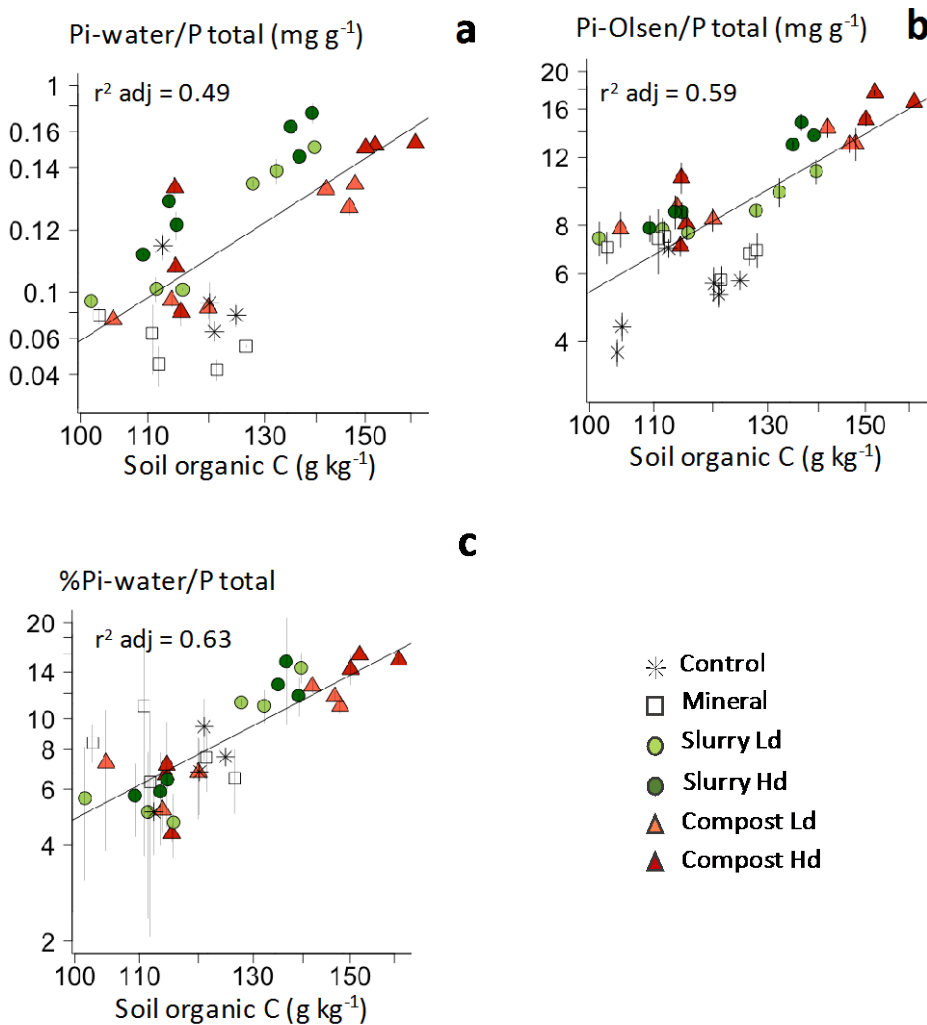 Pi-water/P total (mg g⁻¹)
a
r² adj = 0.49
1
0.16
0.14
0.12
0.1
0.06
0.04
100
110
130
150
Soil organic C (g kg⁻¹)
Pi-Olsen/P total (mg g⁻¹)
b
r² adj = 0.59
20
16
12
8
6
4
100
110
130
150
Soil organic C (g kg⁻¹)
c
%Pi-water/P total
r² adj = 0.63
20
14
10
8
6
4
2
100
110
130
150
Soil organic C (g kg⁻¹)
Control
Mineral
Slurry Ld
Slurry Hd
Compost Ld
Compost Hd